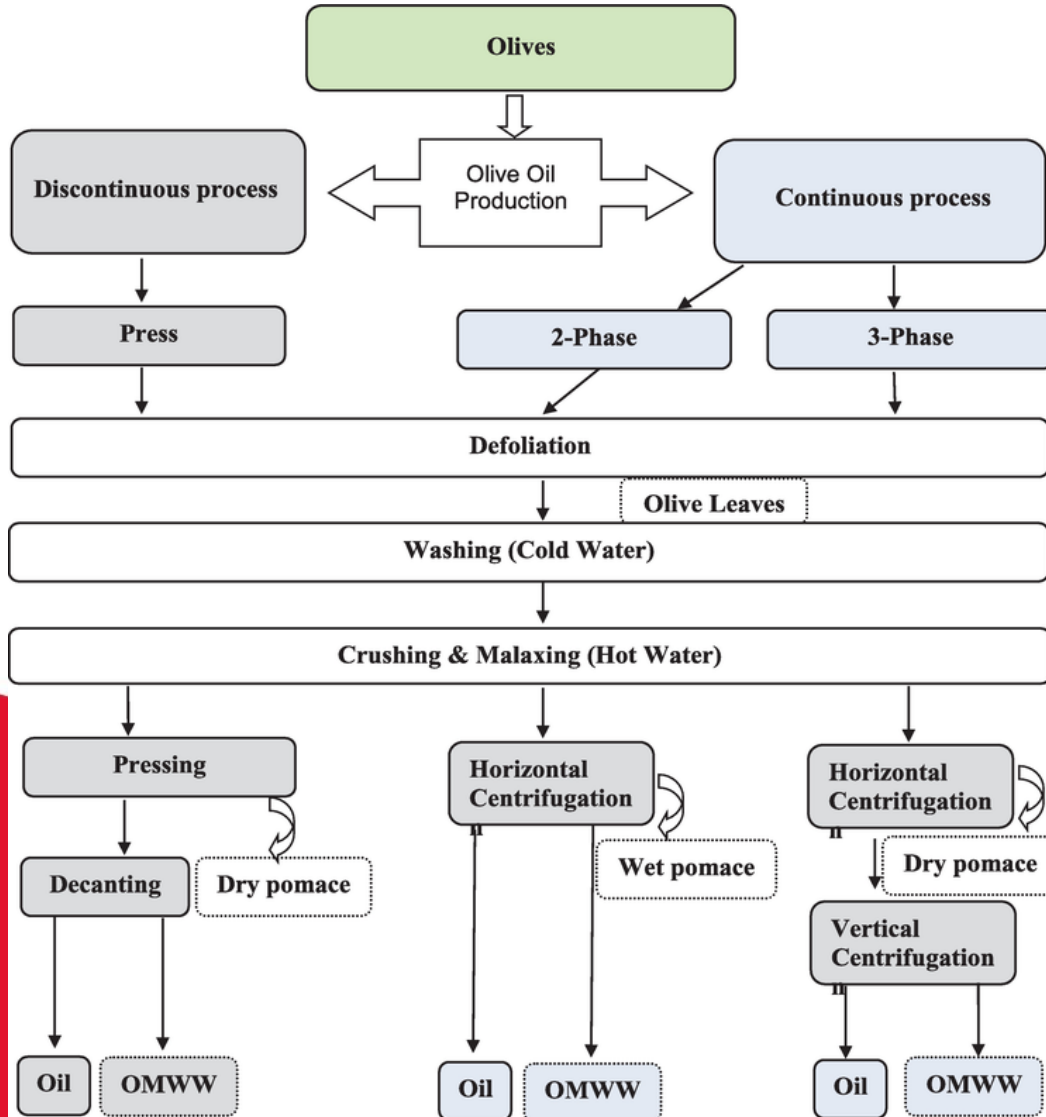 Olives
Olive Oil
Production
Discontinuous process
Continuous process
Press
2-Phase
3-Phase
Defoliation
Olive Leaves
Washing (Cold Water)
Crushing & Malaxing (Hot Water)
Pressing
Horizontal
Centrifugation
n
Horizontal
Centrifugation
n
Decanting
Dry pomace
Wet pomace
Dry pomace
Vertical
Centrifugation
n
Oil
OMWW
Oil
OMWW
Oil
OMWW